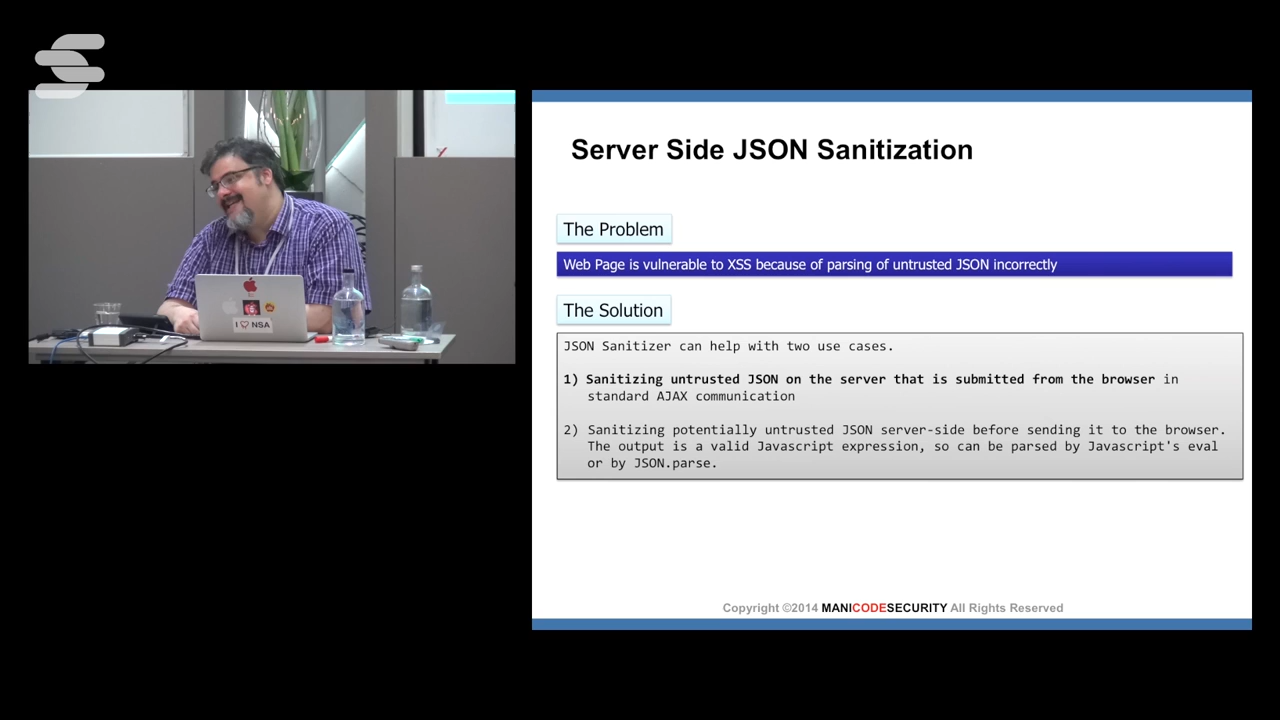 Server Side JSON Sanitization
The Problem
Web Page is vulnerable to XSS because of parsing of untrusted JSON incorrectly
The Solution
JSON Sanitizer can help with two use cases.
1) Sanitizing untrusted JSON on the server that is submitted from the browser in
standard AJAX communication
2) Sanitizing potentially untrusted JSON server-side before sending it to the browser.
The output is a valid Javascript expression, so can be parsed by Javascript's eval
or by JSON.parse.
I NSA
Copyright ©2014 MANICODESECURITY All Rights Reserved